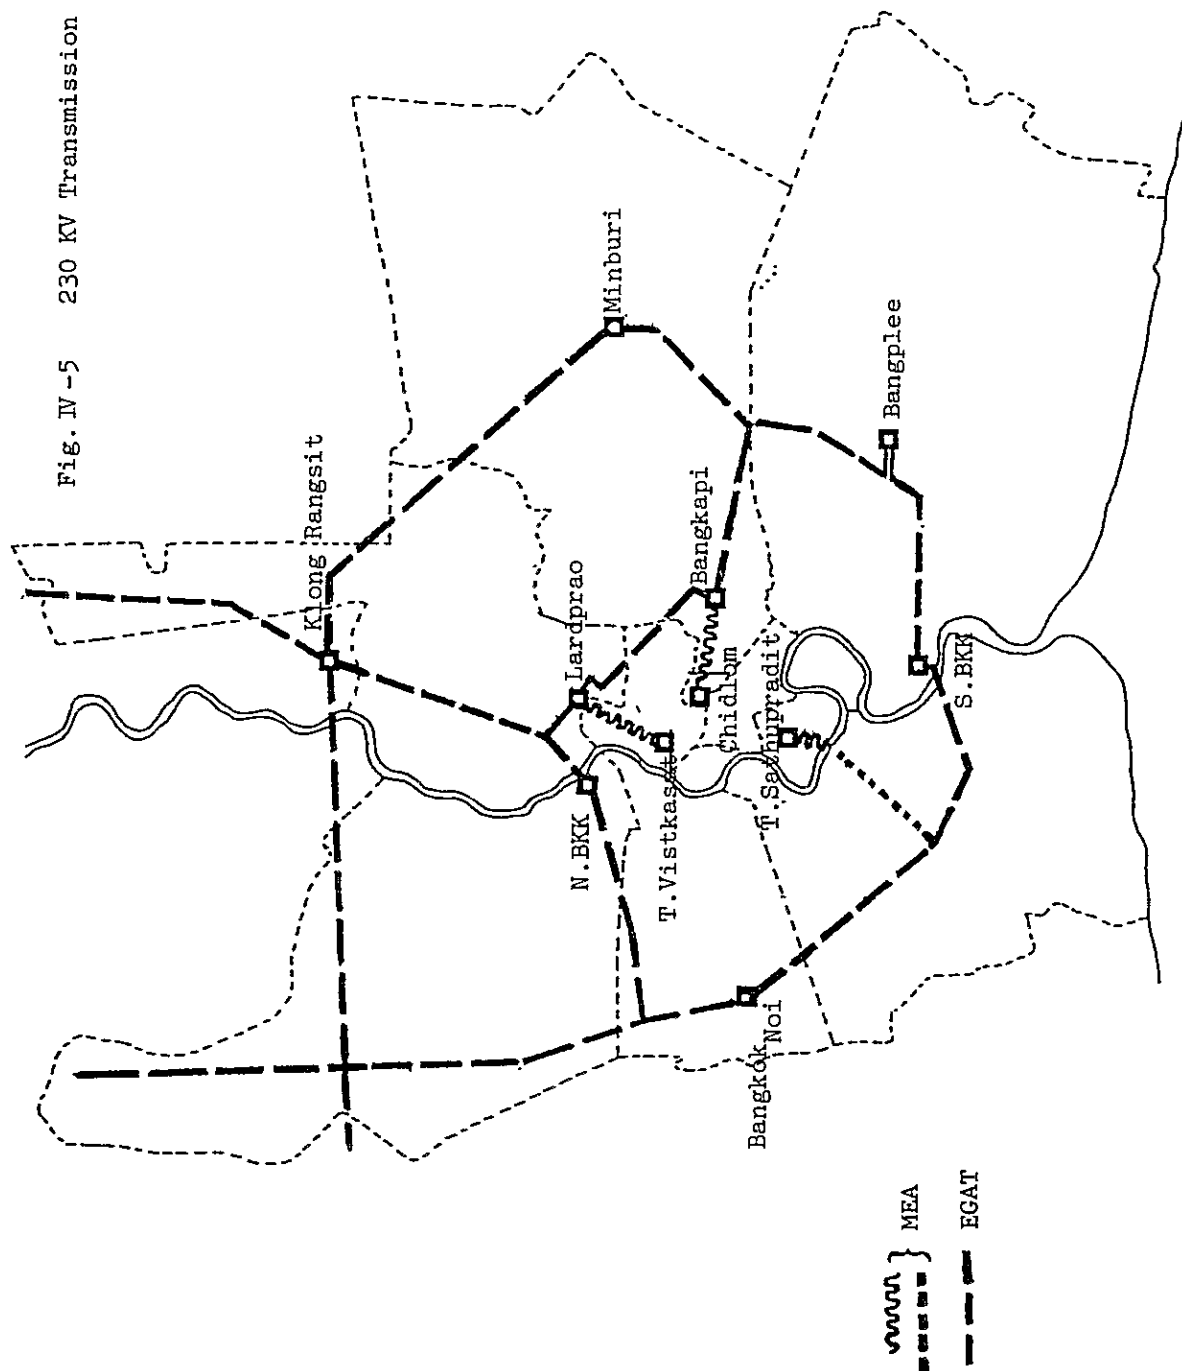 Fig. IV-5 230 KV Transmission
Klong Rangsit
Minburi
Lardprao
Bangkapi
Bangplee
N.BKK
T.Vistkasat
Chidlom
T. Sathupradit
S.BKK
Bangkok
Noi
MEA
EGAT